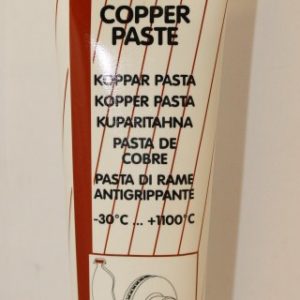 COPPER
PASTE
KOPPAR PASTA
KOPPER PASTA
KUPARITAHNA
PASTA DE
COBRE
PASTA DI RAME
ANTIGRIPPANTE
-30°C ... +1100°C